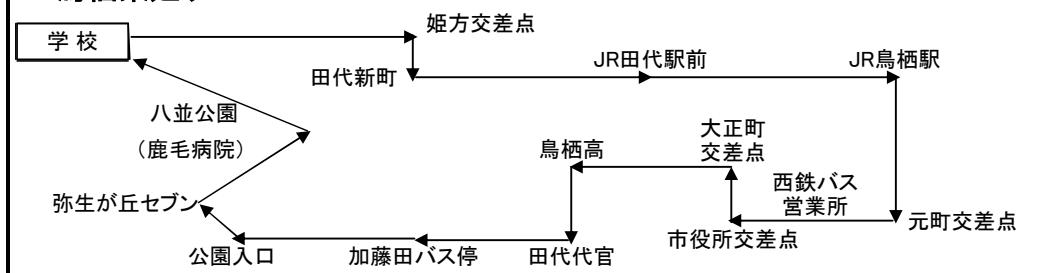 学 校
姫方交差点
田代新町
JR田代駅前
JR鳥栖駅
八並公園
（鹿毛病院）
大正町
交差点
鳥栖高
西鉄バス
営業所
弥生が丘セブン
元町交差点
市役所交差点
公園入口
加藤田バス停
田代代官